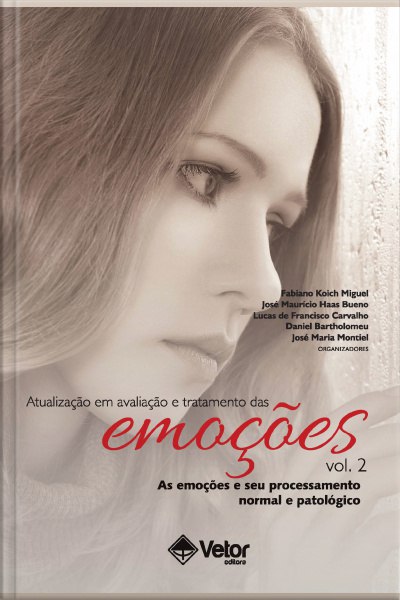 Fabiano Koich Miguel
José Maurício Haas Bueno
Lucas de Francisco Carvalho
Daniel Bartholomeu
José Maria Montiel
ORGANIZADORES
Atualização em avaliação e tratamento das
emoções
vol. 2
As emoções e seu processamento
normal e patológico
Vetor
editora